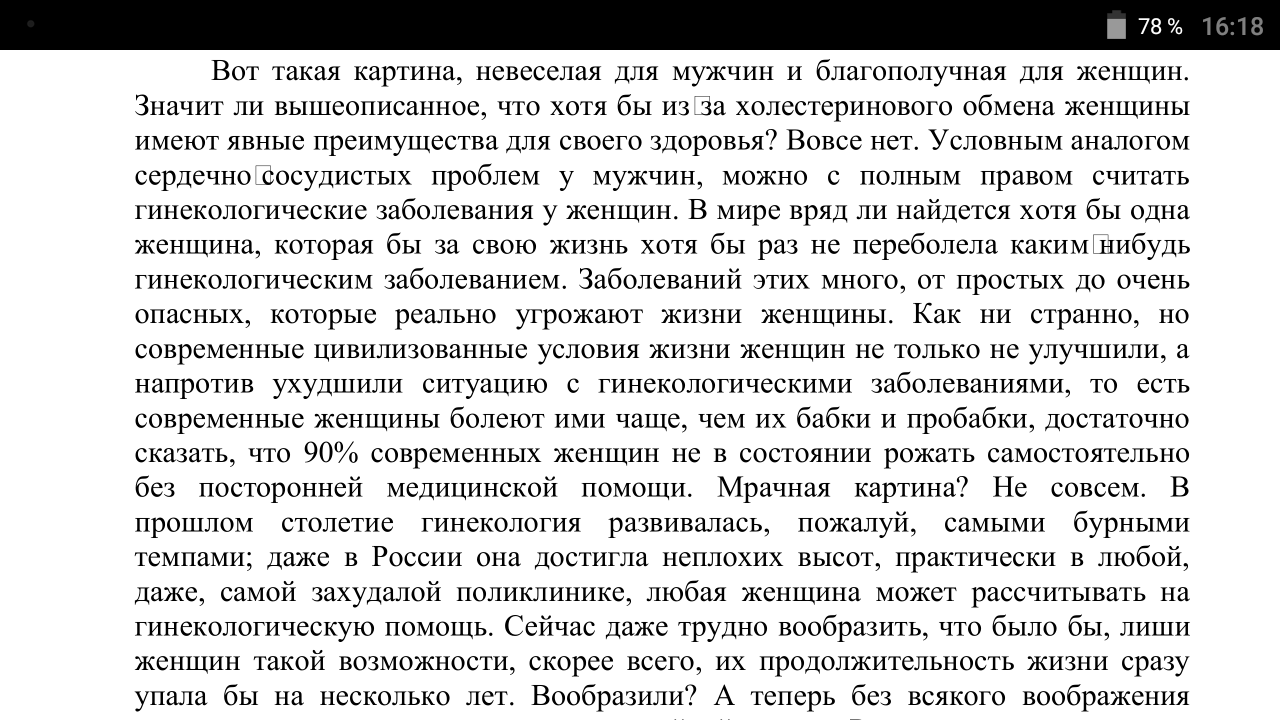 78 % 16:18
Вот такая картина, невеселая для мужчин и благополучная для женщин.
Значит ли вышеописанное, что хотя бы из□за холестеринового обмена женщины
имеют явные преимущества для своего здоровья? Вовсе нет. Условным аналогом
сердечно□сосудистых проблем у мужчин, можно с полным правом считать
гинекологические заболевания у женщин. В мире вряд ли найдется хотя бы одна
женщина, которая бы за свою жизнь хотя бы раз не переболела каким□нибудь
гинекологическим заболеванием. Заболеваний этих много, от простых до очень
опасных, которые реально угрожают жизни женщины. Как ни странно, но
современные цивилизованные условия жизни женщин не только не улучшили, а
напротив ухудшили ситуацию с гинекологическими заболеваниями, то есть
современные женщины болеют ими чаще, чем их бабки и пробабки, достаточно
сказать, что 90% современных женщин не в состоянии рожать самостоятельно
без посторонней медицинской помощи. Мрачная картина? Не совсем. В
прошлом столетие гинекология развивалась, пожалуй, самыми бурными
темпами; даже в России она достигла неплохих высот, практически в любой,
даже, самой захудалой поликлинике, любая женщина может рассчитывать на
гинекологическую помощь. Сейчас даже трудно вообразить, что было бы, лиши
женщин такой возможности, скорее всего, их продолжительность жизни сразу
упала бы на несколько лет. Вообразили? А теперь без всякого воображения